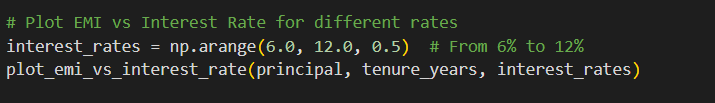 # Plot EMI vs Interest Rate for different rates
interest_rates = np.arange(6.0, 12.0, 0.5)  # From 6% to 12%
plot_emi_vs_interest_rate(principal, tenure_years, interest_rates)